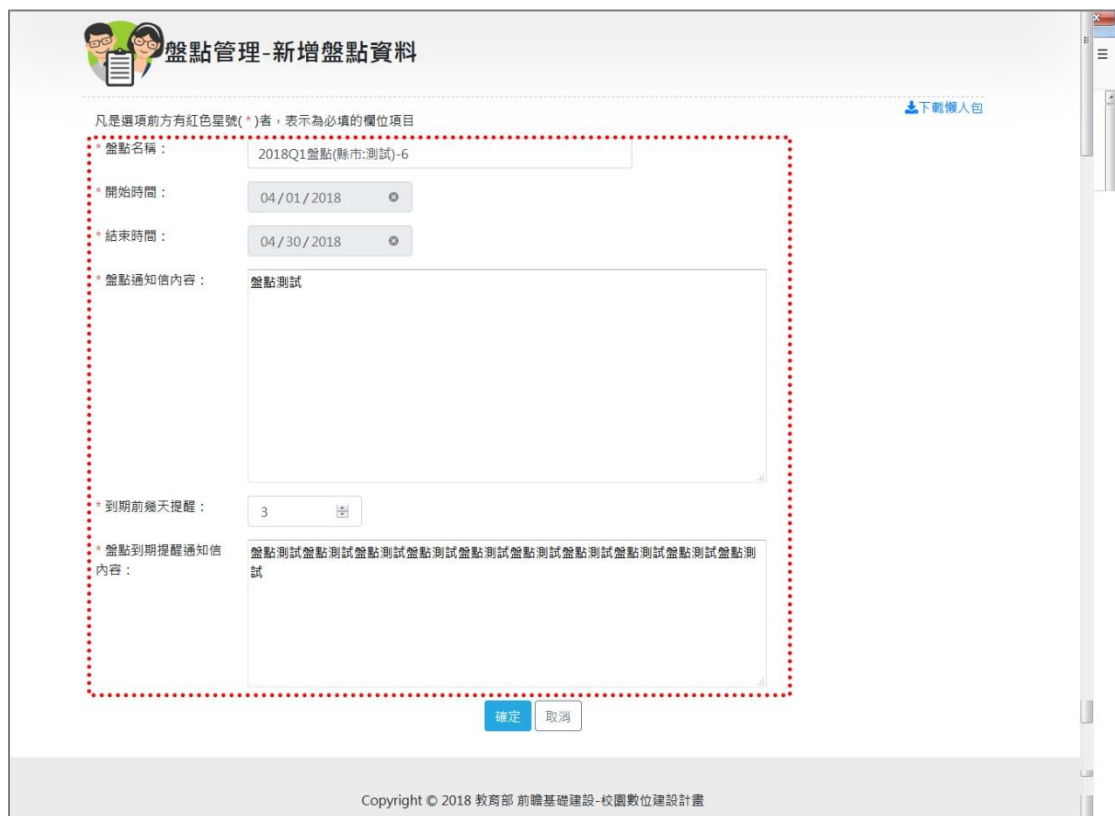 盤點管理-新增盤點資料
下載懶人包
凡是選項前方有紅色星號( * )者，表示為必填的欄位項目
* 盤點名稱：
2018Q1盤點(縣市:測試)-6
* 開始時間：
04/01/2018
* 結束時間：
04/30/2018
* 盤點通知信內容：
盤點測試
* 到期前幾天提醒：
3
* 盤點到期提醒通知信
內容：
盤點測試盤點測試盤點測試盤點測試盤點測試盤點測試盤點測試盤點測試盤點測試盤點測
試
確定
取消
Copyright © 2018 教育部 前瞻基礎建設-校園數位建設計畫